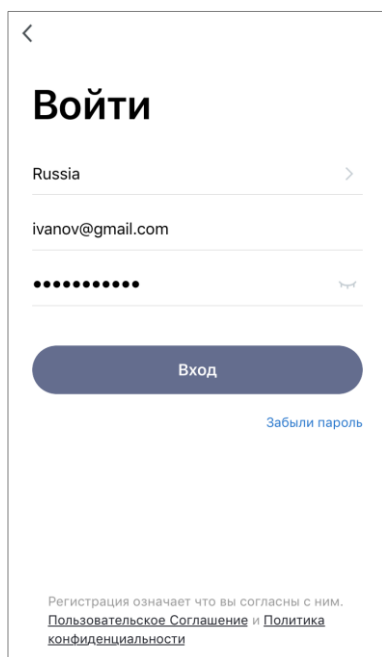 Войти
Russia
ivanov@gmail.com
Вход
Забыли пароль
Регистрация означает что вы согласны с ним.
Пользовательское Соглашение и Политика
конфиденциальности